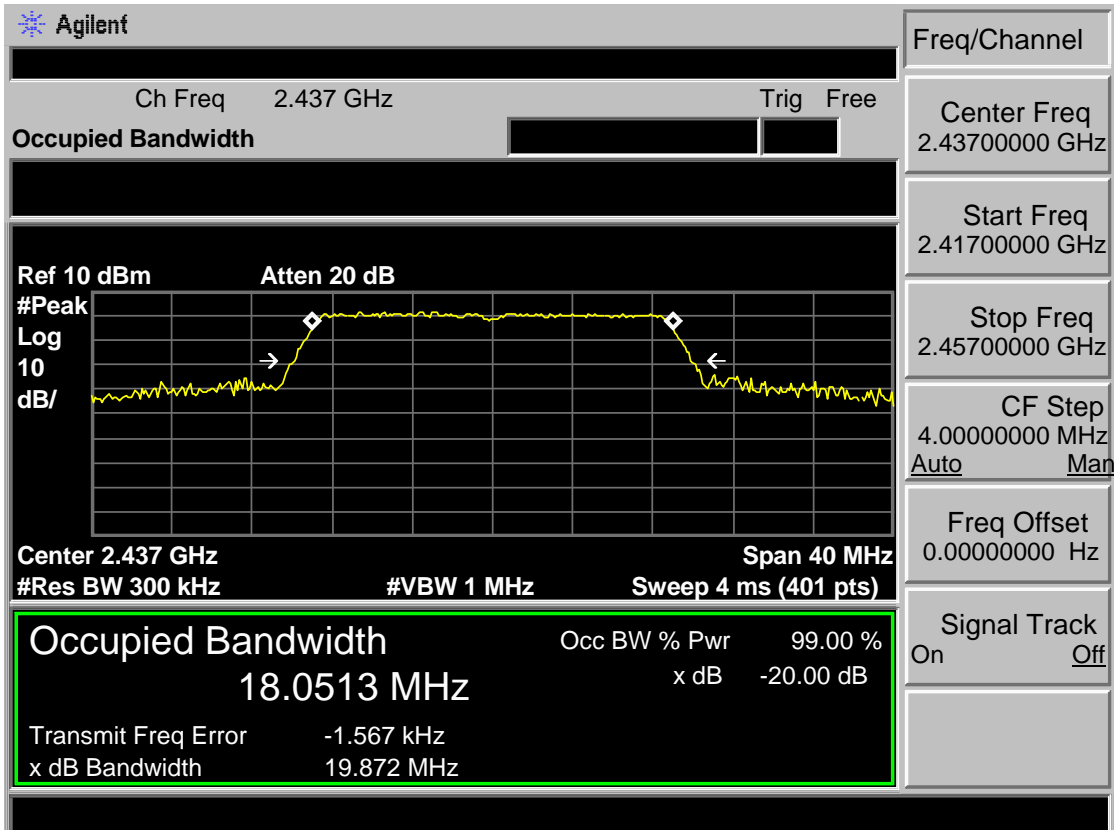 Agilent
Ch Freq 2.437 GHz Trig Free
Occupied Bandwidth
Ref 10 dBm Atten 20 dB
#Peak
Log
10
dB/
Center 2.437 GHz Span 40 MHz
#Res BW 300 kHz #VBW 1 MHz Sweep 4 ms (401 pts)
Occupied Bandwidth
18.0513 MHz
Occ BW % Pwr 99.00 %
x dB -20.00 dB
Transmit Freq Error -1.567 kHz
x dB Bandwidth 19.872 MHz
Freq/Channel
Center Freq
2.43700000 GHz
Start Freq
2.41700000 GHz
Stop Freq
2.45700000 GHz
CF Step
4.00000000 MHz
Auto Man
Freq Offset
0.00000000 Hz
Signal Track
On Off